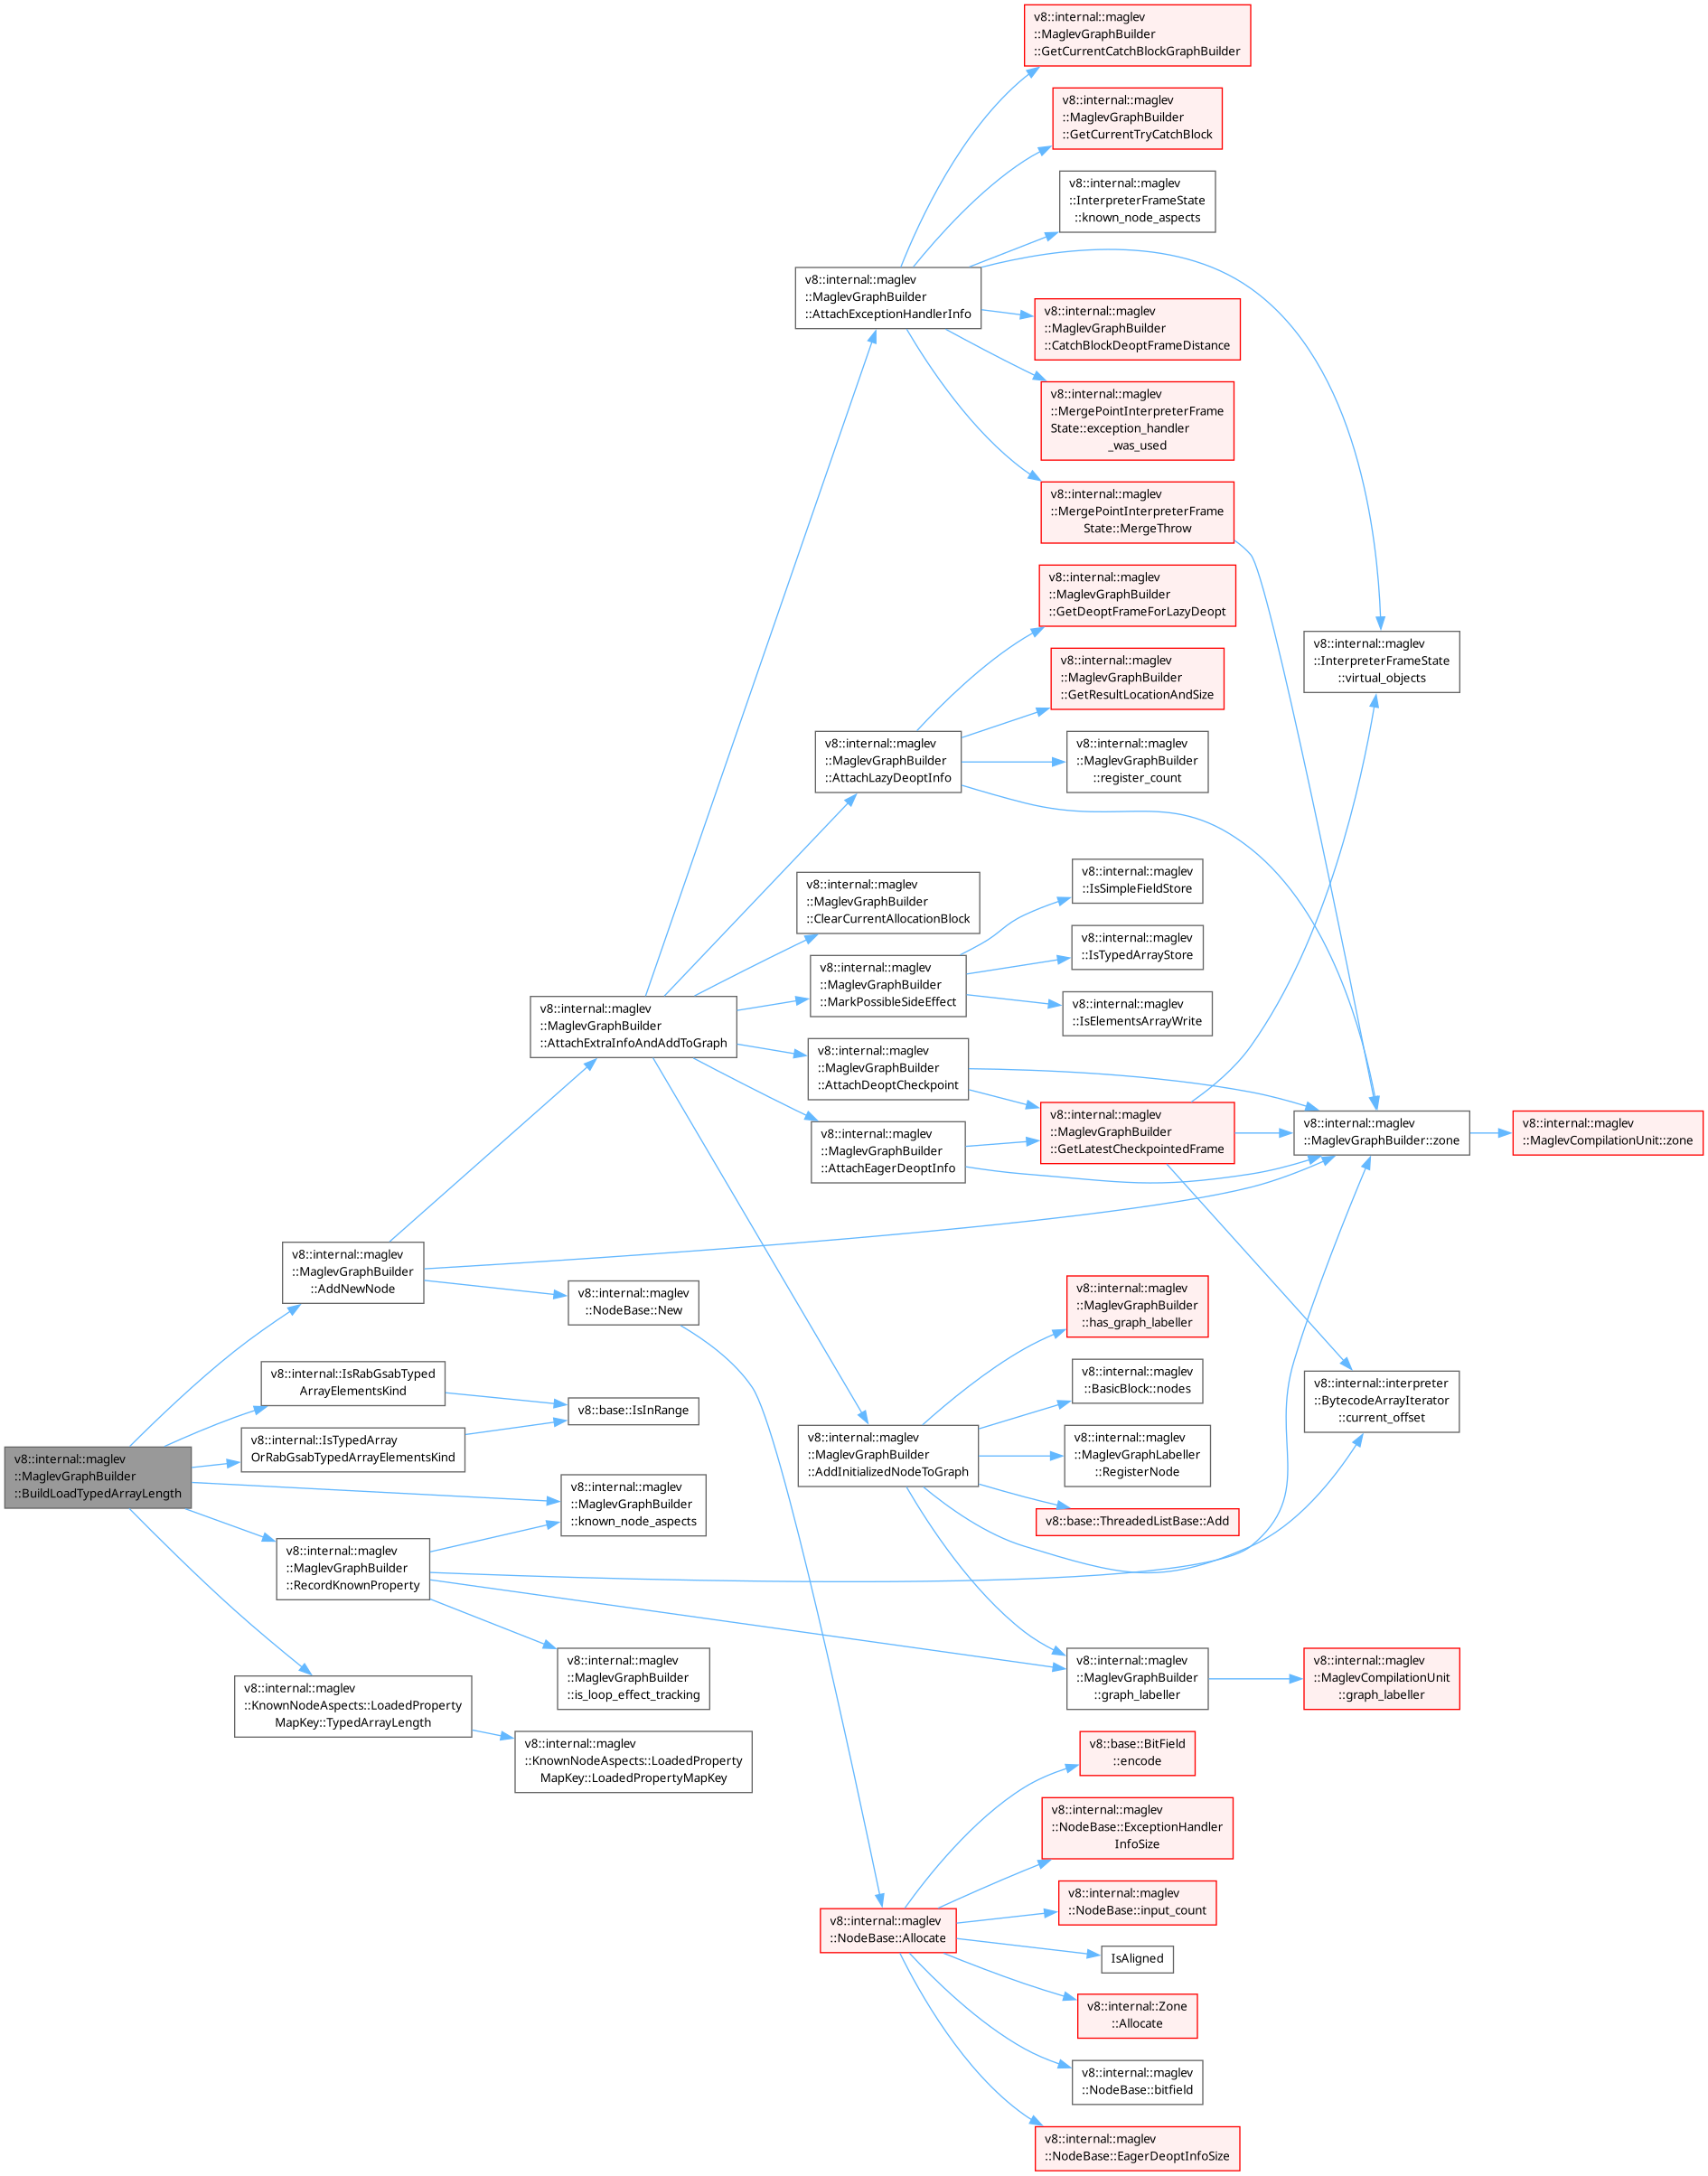 v8::internal::maglev
::MaglevGraphBuilder
::GetCurrentCatchBlockGraphBuilder
v8::internal::maglev
::MaglevGraphBuilder
::GetCurrentTryCatchBlock
v8::internal::maglev
::InterpreterFrameState
::known_node_aspects
v8::internal::maglev
::MaglevGraphBuilder
::AttachExceptionHandlerInfo
v8::internal::maglev
::MaglevGraphBuilder
::CatchBlockDeoptFrameDistance
v8::internal::maglev
::MergePointInterpreterFrame
State::exception_handler
_was_used
v8::internal::maglev
::MergePointInterpreterFrame
State::MergeThrow
v8::internal::maglev
::MaglevGraphBuilder
::GetDeoptFrameForLazyDeopt
v8::internal::maglev
::InterpreterFrameState
::virtual_objects
v8::internal::maglev
::MaglevGraphBuilder
::GetResultLocationAndSize
v8::internal::maglev
::MaglevGraphBuilder
::AttachLazyDeoptInfo
v8::internal::maglev
::MaglevGraphBuilder
::register_count
v8::internal::maglev
::IsSimpleFieldStore
v8::internal::maglev
::MaglevGraphBuilder
::ClearCurrentAllocationBlock
v8::internal::maglev
::IsTypedArrayStore
v8::internal::maglev
::MaglevGraphBuilder
::MarkPossibleSideEffect
v8::internal::maglev
::IsElementsArrayWrite
v8::internal::maglev
::MaglevGraphBuilder
::AttachExtraInfoAndAddToGraph
v8::internal::maglev
::MaglevGraphBuilder
::AttachDeoptCheckpoint
v8::internal::maglev
::MaglevGraphBuilder
::GetLatestCheckpointedFrame
v8::internal::maglev
::MaglevGraphBuilder::zone
v8::internal::maglev
::MaglevCompilationUnit::zone
v8::internal::maglev
::MaglevGraphBuilder
::AttachEagerDeoptInfo
v8::internal::maglev
::MaglevGraphBuilder
::AddNewNode
v8::internal::maglev
::NodeBase::New
v8::internal::maglev
::MaglevGraphBuilder
::has_graph_labeller
v8::internal::IsRabGsabTyped
ArrayElementsKind
v8::base::IsInRange
v8::internal::maglev
::BasicBlock::nodes
v8::internal::interpreter
::BytecodeArrayIterator
::current_offset
v8::internal::IsTypedArray
OrRabGsabTypedArrayElementsKind
v8::internal::maglev
::MaglevGraphBuilder
::AddInitializedNodeToGraph
v8::internal::maglev
::MaglevGraphLabeller
::RegisterNode
v8::internal::maglev
::MaglevGraphBuilder
::BuildLoadTypedArrayLength
v8::internal::maglev
::MaglevGraphBuilder
::known_node_aspects
v8::base::ThreadedListBase::Add
v8::internal::maglev
::MaglevGraphBuilder
::RecordKnownProperty
v8::internal::maglev
::MaglevGraphBuilder
::is_loop_effect_tracking
v8::internal::maglev
::MaglevGraphBuilder
::graph_labeller
v8::internal::maglev
::MaglevCompilationUnit
::graph_labeller
v8::internal::maglev
::KnownNodeAspects::LoadedProperty
MapKey::TypedArrayLength
v8::internal::maglev
::KnownNodeAspects::LoadedProperty
MapKey::LoadedPropertyMapKey
v8::base::BitField
::encode
v8::internal::maglev
::NodeBase::ExceptionHandler
InfoSize
v8::internal::maglev
::NodeBase::input_count
v8::internal::maglev
::NodeBase::Allocate
IsAligned
v8::internal::Zone
::Allocate
v8::internal::maglev
::NodeBase::bitfield
v8::internal::maglev
::NodeBase::EagerDeoptInfoSize